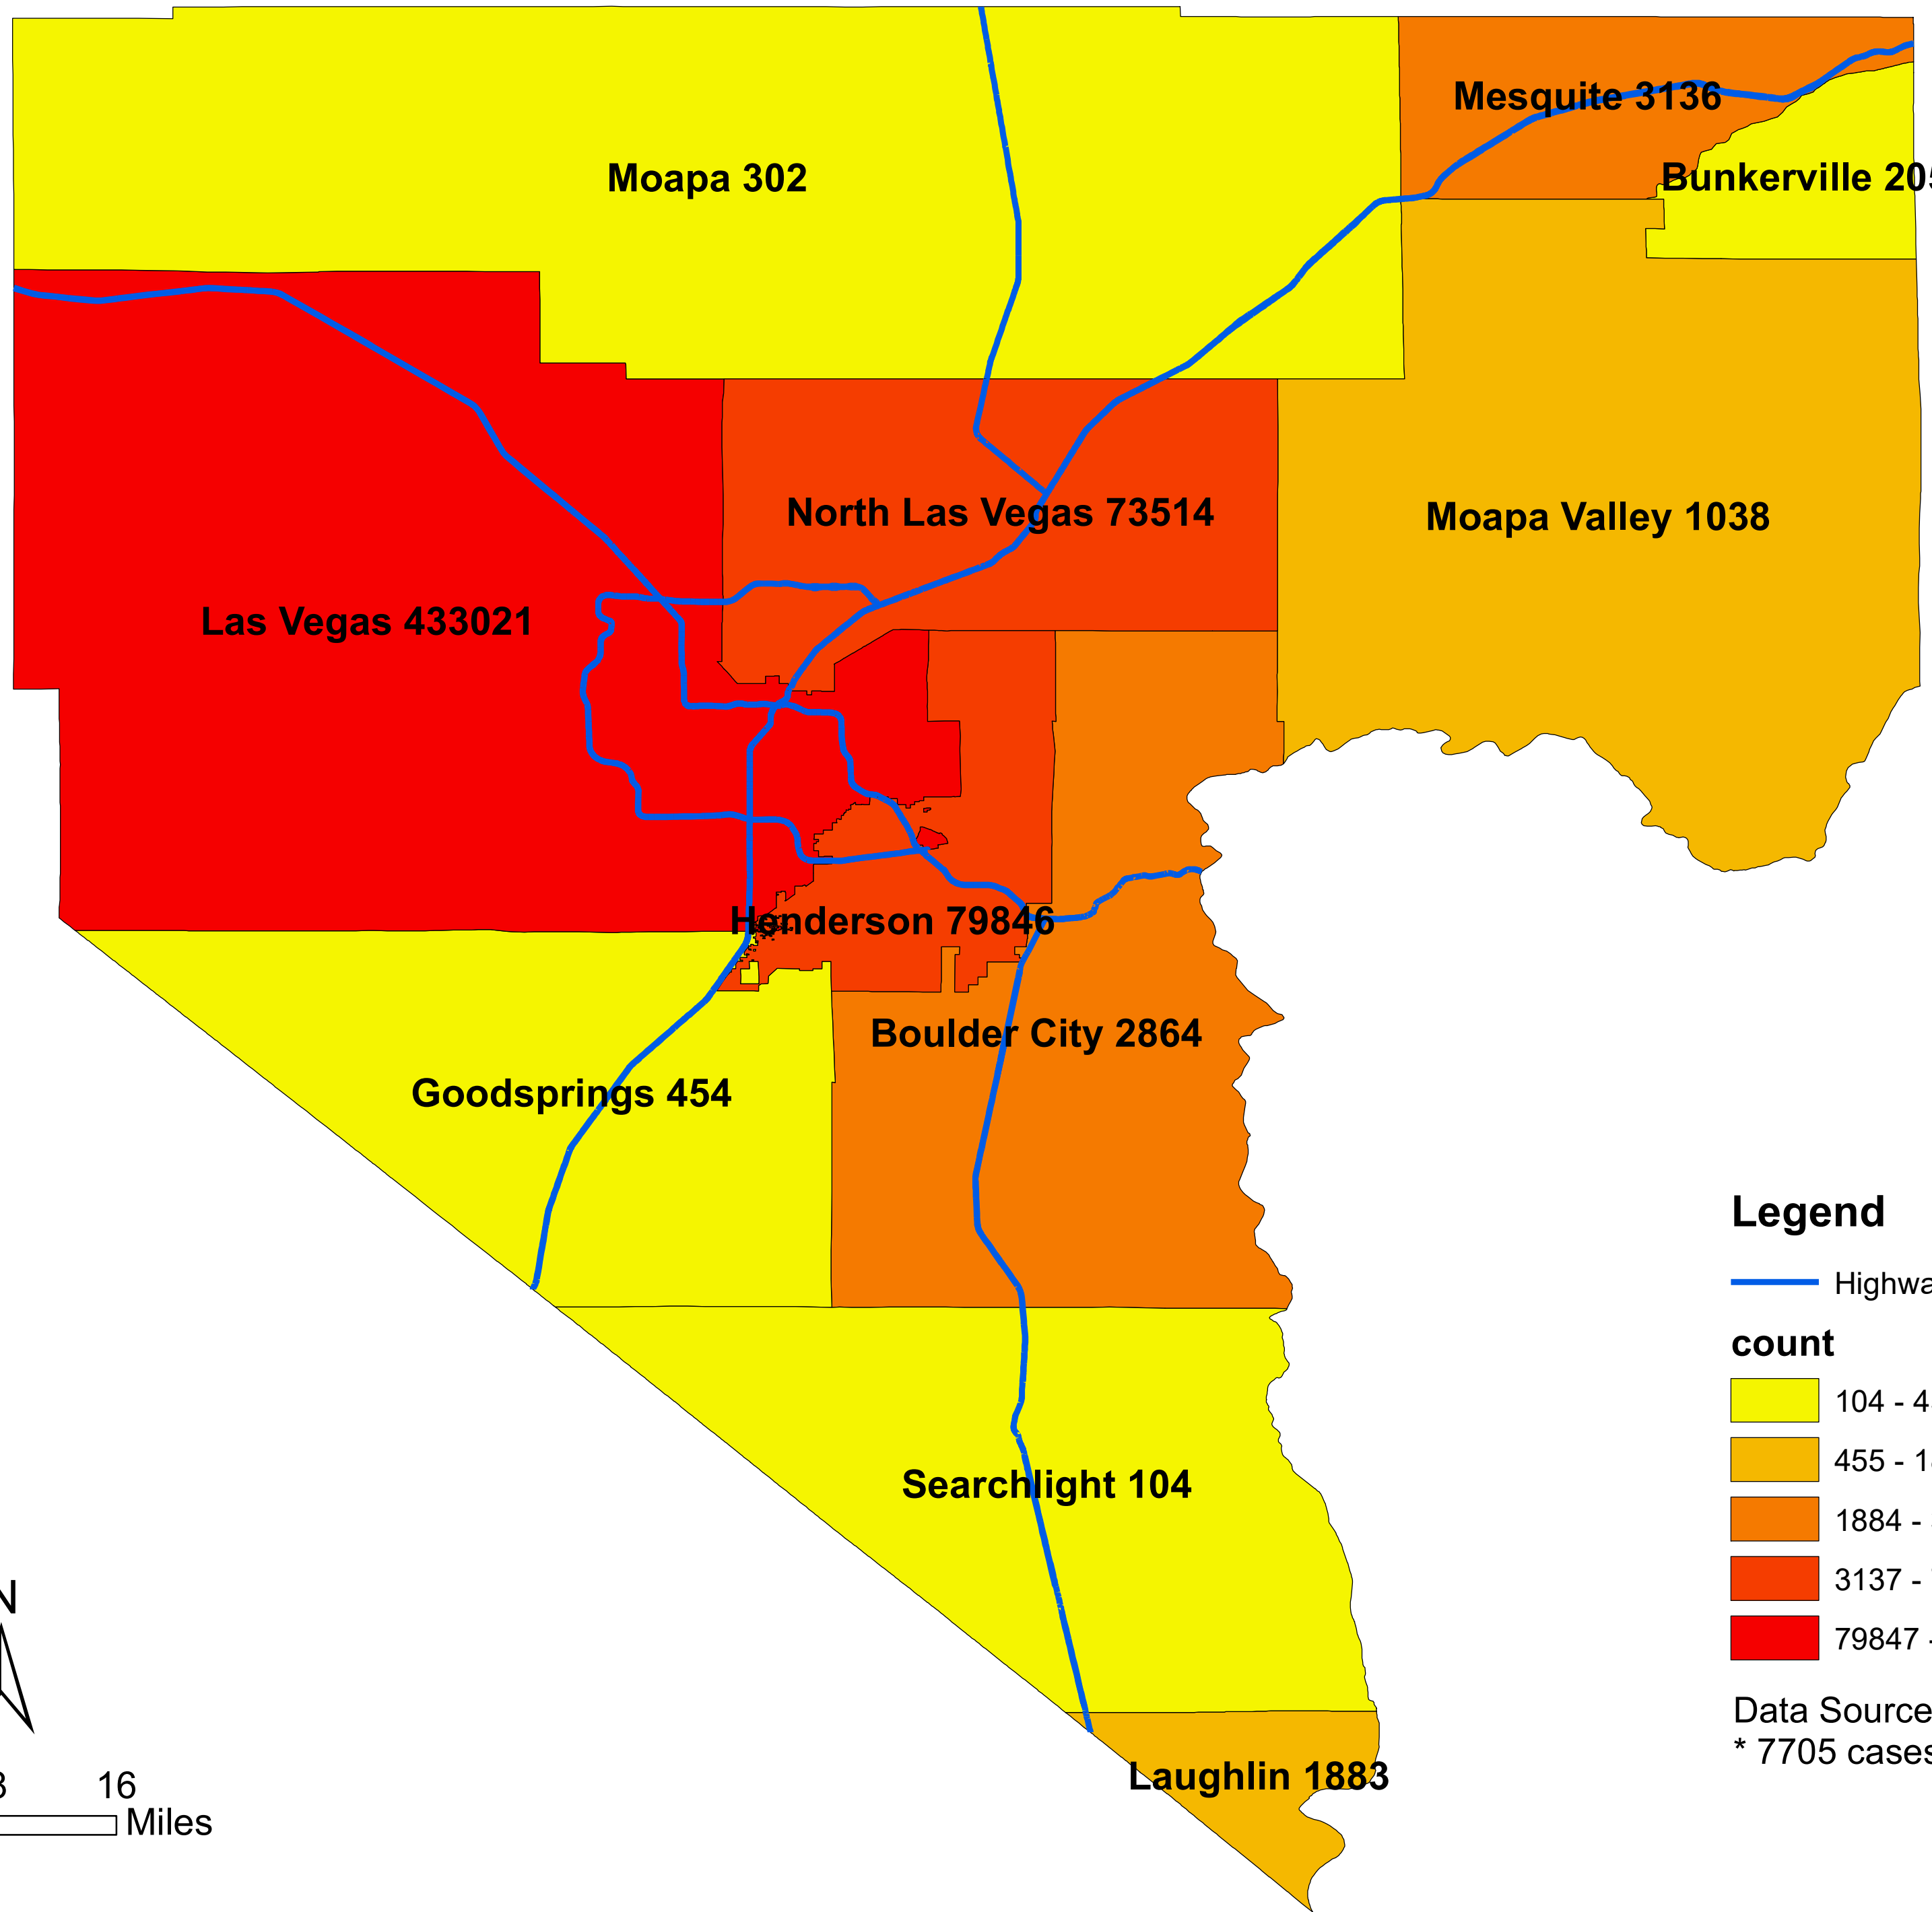 Mesquite 3136
Moapa 302
Bunkerville 205
North Las Vegas 73514
Moapa Valley 1038
Las Vegas 433021
Henderson 79846
Boulder City 2864
Goodsprings 454
Searchlight 104
Laughlin 1883
Legend
count
104 - 4
455 - 1
1884 -
3137 -
79847 -
Data Source
* 7705 cases
N
16
Miles